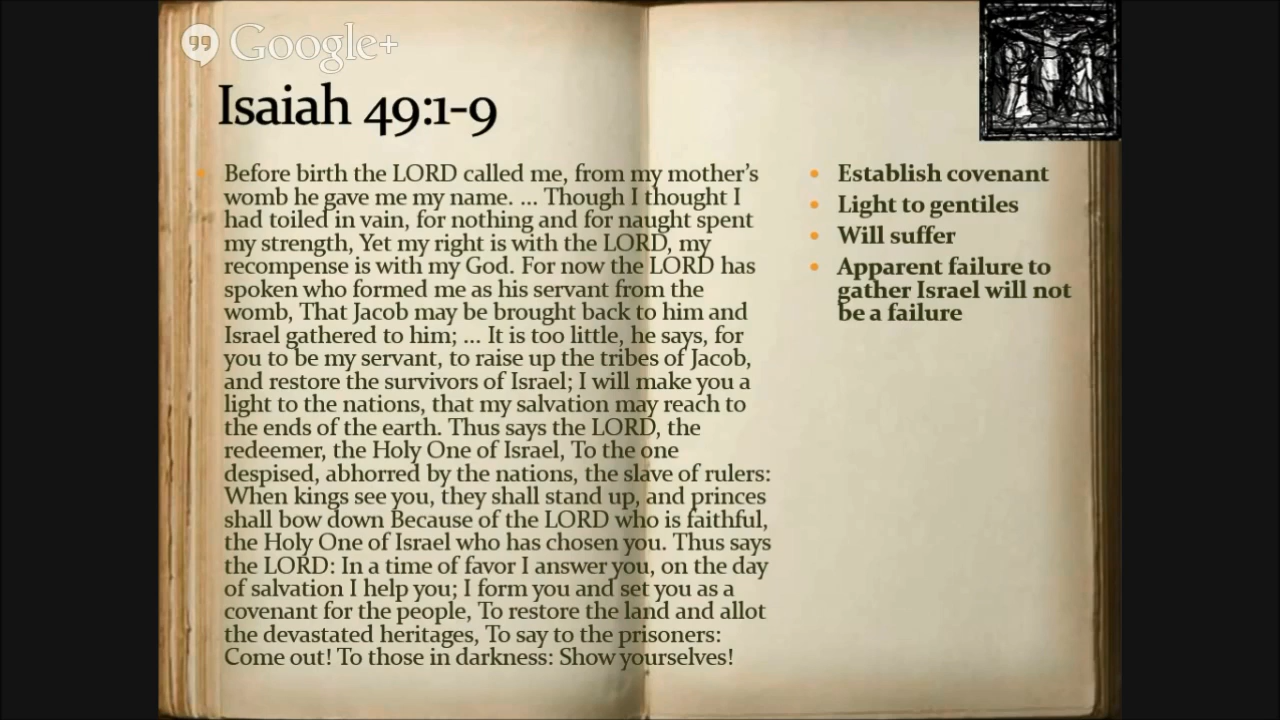 Google+
Isaiah 49:1-9
Before birth the LORD called me, from my mother's
womb he gave me my name. ... Though I thought I
had toiled in vain, for nothing and for naught spent
my strength, Yet my right is with the LORD, my
recompense is with my God. For now the LORD has
spoken who formed me as his servant from the
womb, That Jacob may be brought back to him and
Israel gathered to him; ... It is too little, he says, for
you to be my servant, to raise up the tribes of Jacob,
and restore the survivors of Israel; I will make you a
light to the nations, that my salvation may reach to
the ends of the earth. Thus says the LORD, the
redeemer, the Holy One of Israel, To the one
despised, abhorred by the nations, the slave of rulers:
When kings see you, they shall stand up, and princes
shall bow down Because of the LORD who is faithful,
the Holy One of Israel who has chosen you. Thus says
the LORD: In a time of favor I answer you, on the day
of salvation I help you; I form you and set you as a
covenant for the people, To restore the land and allot
the devastated heritages, To say to the prisoners:
Come out! To those in darkness: Show yourselves!
Establish covenant
Light to gentiles
Will suffer
Apparent failure to
gather Israel will not
be a failure